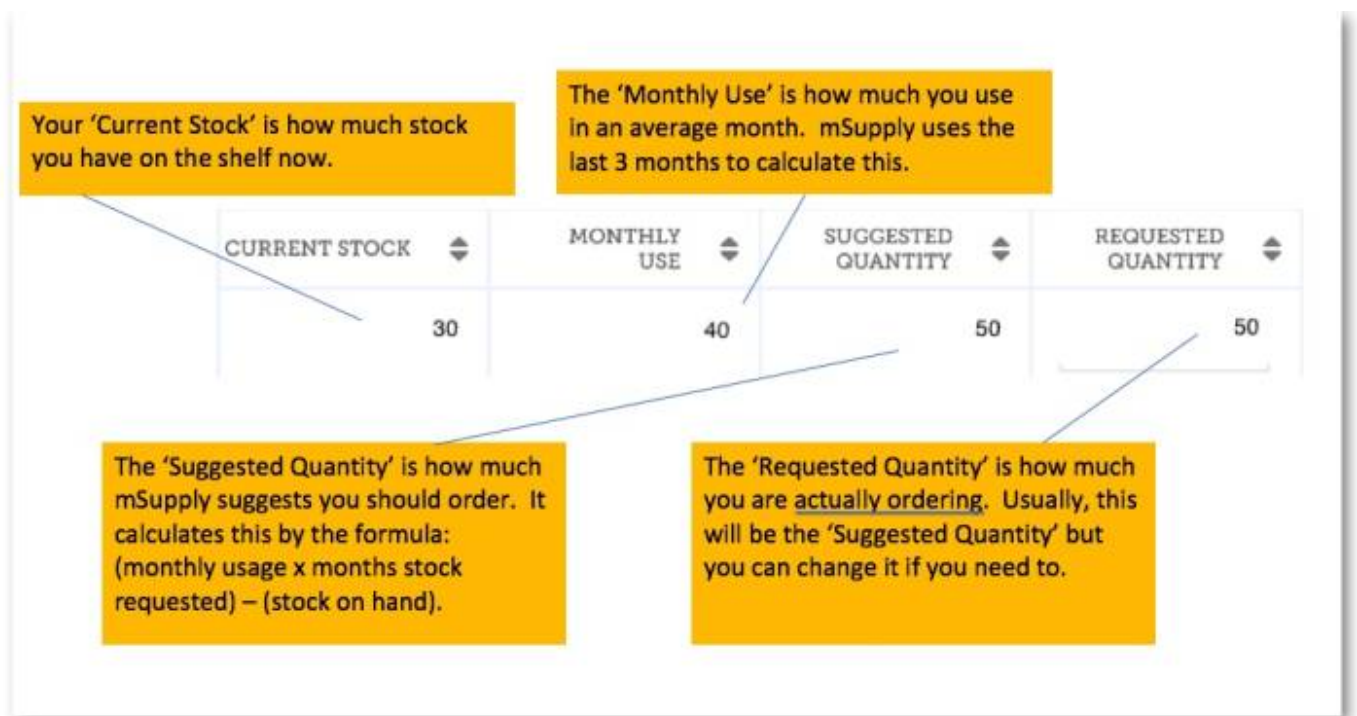 Your ‘Current Stock’ is how much stock
you have on the shelf now.
The ‘Monthly Use’ is how much you use
in an average month.  mSupply uses the
last 3 months to calculate this.
CURRENT STOCK
MONTHLY
USE
SUGGESTED
QUANTITY
REQUESTED
QUANTITY
30
40
50
50
The ‘Suggested Quantity’ is how much
mSupply suggests you should order.  It
calculates this by the formula:
(monthly usage x months stock
requested) – (stock on hand).
The ‘Requested Quantity’ is how much
you are actually ordering.  Usually, this
will be the ‘Suggested Quantity’ but
you can change it if you need to.